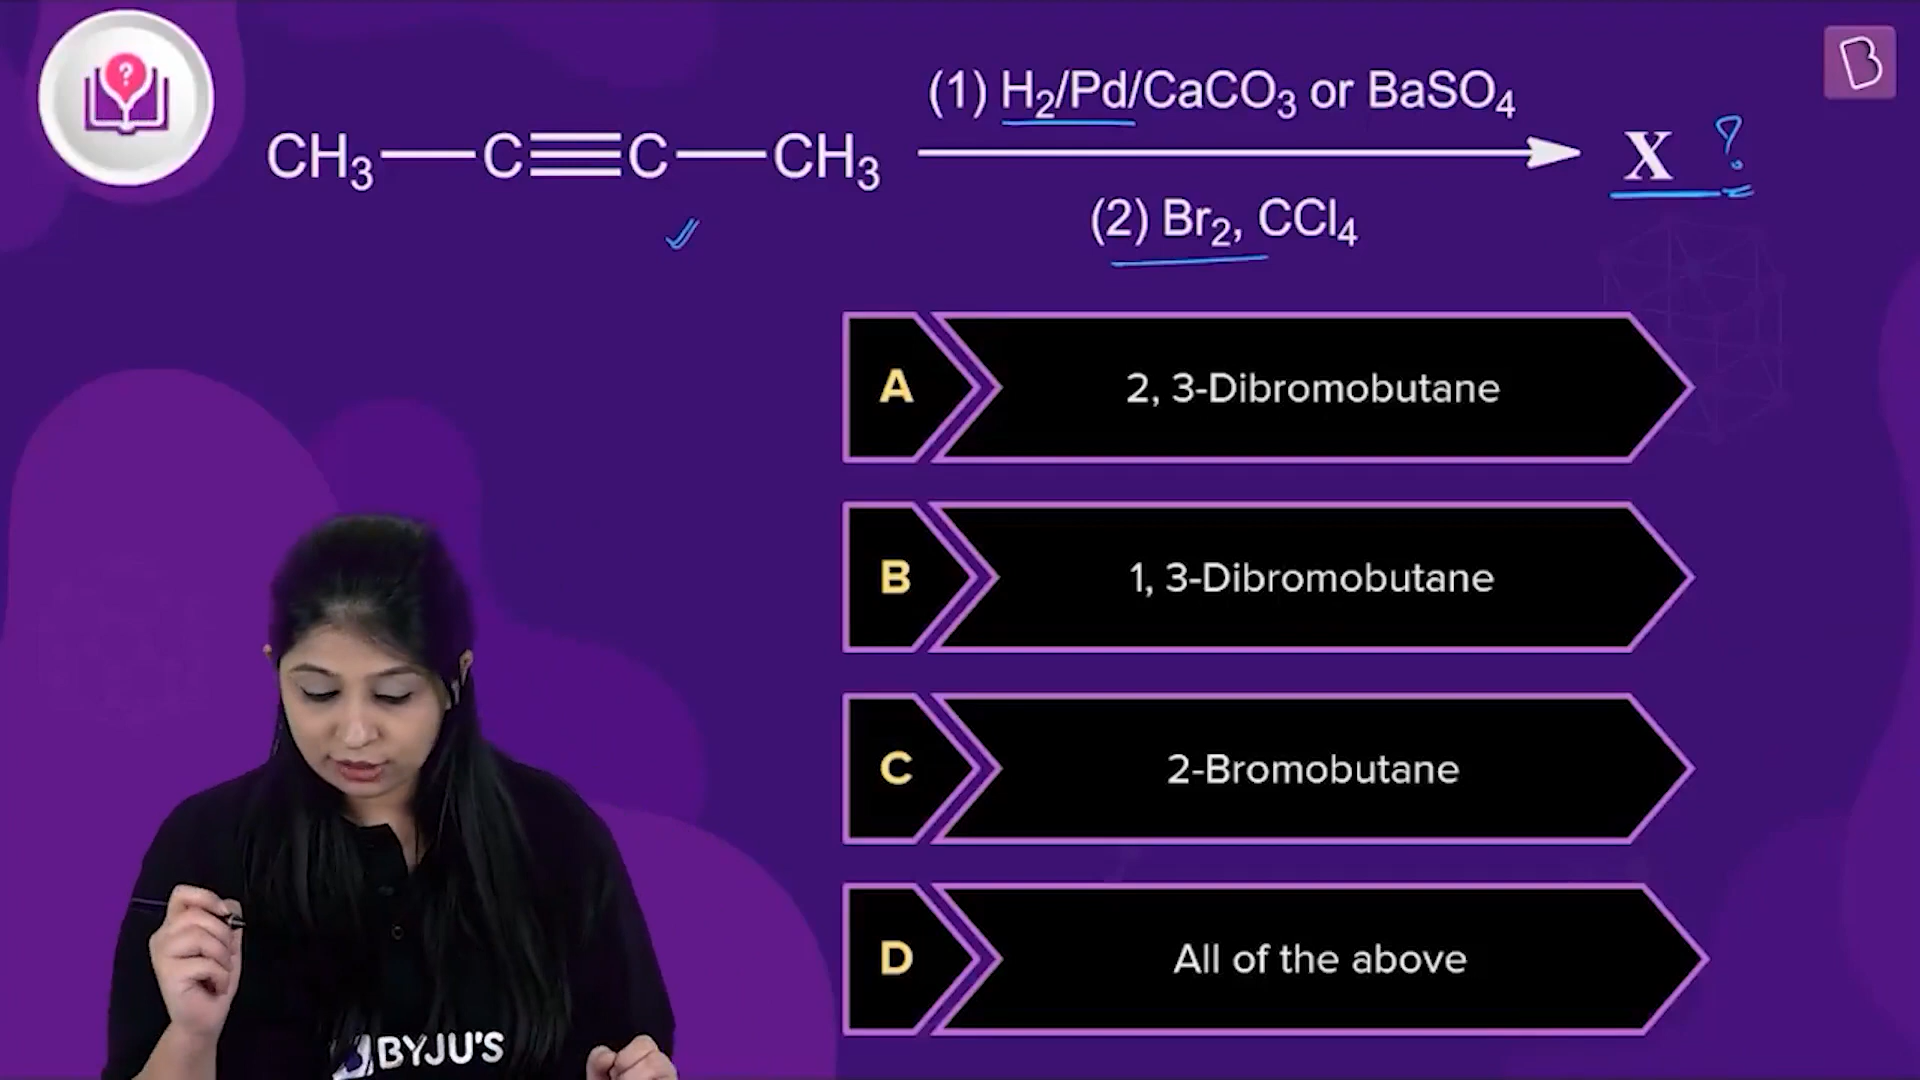 ?
B
(1) H₂/Pd/CaCO₃ or BaSO₄
CH₃—C≡C—CH₃ X ?
(2) Br₂, CCl₄
A 2, 3-Dibromobutane
B 1, 3-Dibromobutane
C 2-Bromobutane
D All of the above
BYJU'S